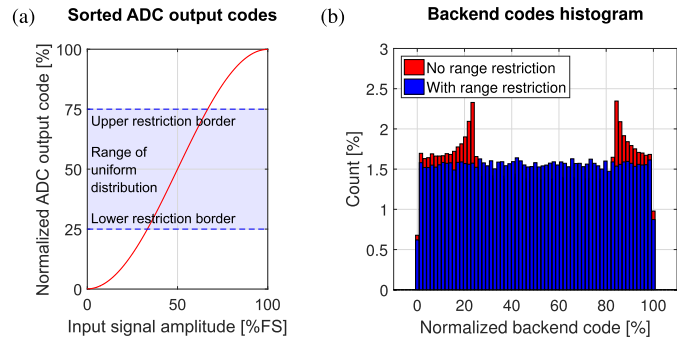 (a)
Sorted ADC output codes
Normalized ADC output code [%]
100
75
50
25
0
Upper restriction border
Range of
uniform
distribution
Lower restriction border
0
50
100
Input signal amplitude [%FS]
(b)
Backend codes histogram
Count [%]
3
2.5
2
1.5
1
0.5
0
No range restriction
With range restriction
0
20
40
60
80
100
Normalized backend code [%]